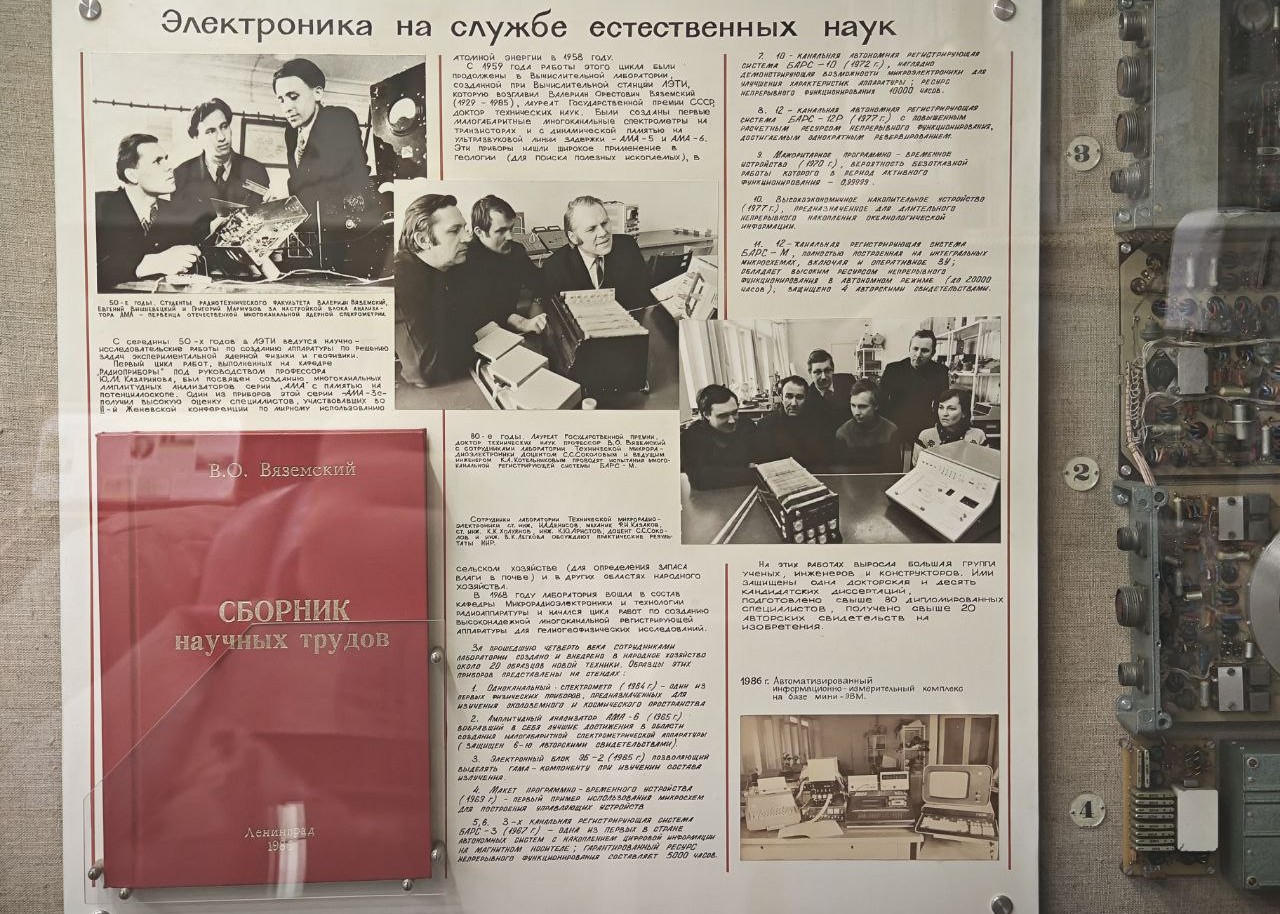 Электроника на службе естественных наук
50-е годы. Студенты радиотехнического факультета Валериан Вяземский,
Евгений Вишневецкий и Григорий Мармузов за настройкой блока анализа-
тора АМА – первенца отечественной многоканальной ядерной спектрометрии.
С середины 50-х годов в ЛЭТИ ведутся научно-
исследовательские работы по созданию аппаратуры по решению
задач экспериментальной ядерной физики и геофизики.
Первый цикл работ, выполненных на кафедре
„Радиоприборы" под руководством профессора
Ю.М. Казаринова, был посвящен созданию многоканальных
амплитудных анализаторов серии „АМА" с памятью на
потенциалоскопе. Один из приборов этой серии –АМА-3с–
получил высокую оценку специалистов, участвовавших во
II-й Женевской конференции по мирному использованию
В.О. Вяземский
СБОРНИК
научных трудов
Ленинград
атомной энергии в 1958 году.
С 1959 года работы этого цикла были
продолжены в Вычислительной лаборатории,
созданной при Вычислительной станции ЛЭТИ,
которую возглавил Валериан Орестович Вяземский
(1929 – 1985), лауреат Государственной премии СССР,
доктор технических наук. Были созданы первые
малогабаритные многоканальные спектрометры на
транзисторах и с динамической памятью на
ультразвуковой линии задержки –АМА-5 и АМА-6.
Эти приборы нашли широкое применение в
геологии (для поиска полезных ископаемых), в
80-е годы. Лауреат Государственной премии,
доктор технических наук профессор В.О. Вяземский
с сотрудниками лаборатории Технической микрора-
диоэлектроники доцентом С.С.Соколовым и ведущим
инженером К.А.Котельниковым проводят испытания много-
канальной регистрирующей системы БАРС-М.
Сотрудники лаборатории Технической микрорадио-
электроники ст. инж. И.А.Денисов, механик Р.Н.Казаков,
ст. инж. К.К.Холуянов, инж. К.Ю.Аристов, доцент С.С.Соко-
лов и инж. В.К.Легкова обсуждают практические резуль-
таты НИР.
сельском хозяйстве (для определения запаса
влаги в почве) и в других областях народного
хозяйства.
В 1968 году лаборатория вошла в состав
кафедры Микрорадиоэлектроники и технологии
радиоаппаратуры и начался цикл работ по созданию
высоконадежной многоканальной регистрирующей
аппаратуры для гелиогеофизических исследований.
За прошедшую четверть века сотрудниками
лаборатории создано и внедрено в народное хозяйство
около 20 образцов новой техники. Образцы этих
приборов представлены на стендах:
1. Одноканальный спектрометр (1964 г.) – один из
первых физических приборов, предназначенных для
изучения околоземного и космического пространства
2. Амплитудный анализатор АМА-6 (1965 г.)
вобравший в себя лучшие достижения в области
создания малогабаритной спектрометрической аппаратуры
(защищен 6-ю авторскими свидетельствами).
3. Электронный блок ЭБ-2 (1965 г) позволяющий
выделять гама-компоненту при изучении состава
излучения.
4. Макет программно-временного устройства
(1969 г.) – первый пример использования микросхем
для построения управляющих устройств
5,6. 3-х канальная регистрирующая система
БАРС-3 (1967 г.) – одна из первых в стране
автономных систем с накоплением цифровой информации
на магнитном носителе; гарантированный ресурс
непрерывного функционирования составляет 5000 часов.
7. 10 - канальная автономная регистрирующая
система БАРС-10 (1972 г.), наглядно
демонстрирующая возможности микроэлектроники для
улучшения характеристик аппаратуры; ресурс
непрерывного функционирования 10000 часов.
8. 12 - канальная автономная регистрирующая
система БАРС-12Р (1977 г.) с повышенным
расчетным ресурсом непрерывного функционирования,
достигаемым однократным резервированием.
9. Мажоритарное программно - временное
устройство (1970 г.), вероятность безотказной
работы которого в период активного
функционирования – 0,99999.
10. Высокоэкономичное накопительное устройство
(1977 г.), предназначенное для длительного
непрерывного накопления океанологической
информации.
11. 12 - канальная регистрирующая система
БАРС-М, полностью построенная на интегральных
микросхемах, включая и оперативное ЗУ;
обладает высоким ресурсом непрерывного
функционирования в автономном режиме (до 20000
часов), защищено 4 авторскими свидетельствами.
На этих работах выросла большая группа
ученых, инженеров и конструкторов. Ими
защищены одна докторская и десять
кандидатских диссертаций,
подготовлено свыше 80 дипломированных
специалистов, получено свыше 20
авторских свидетельств на
изобретения.
1986 г. Автоматизированный
информационно-измерительный комплекс
на базе мини-ЭВМ.
3
2
4